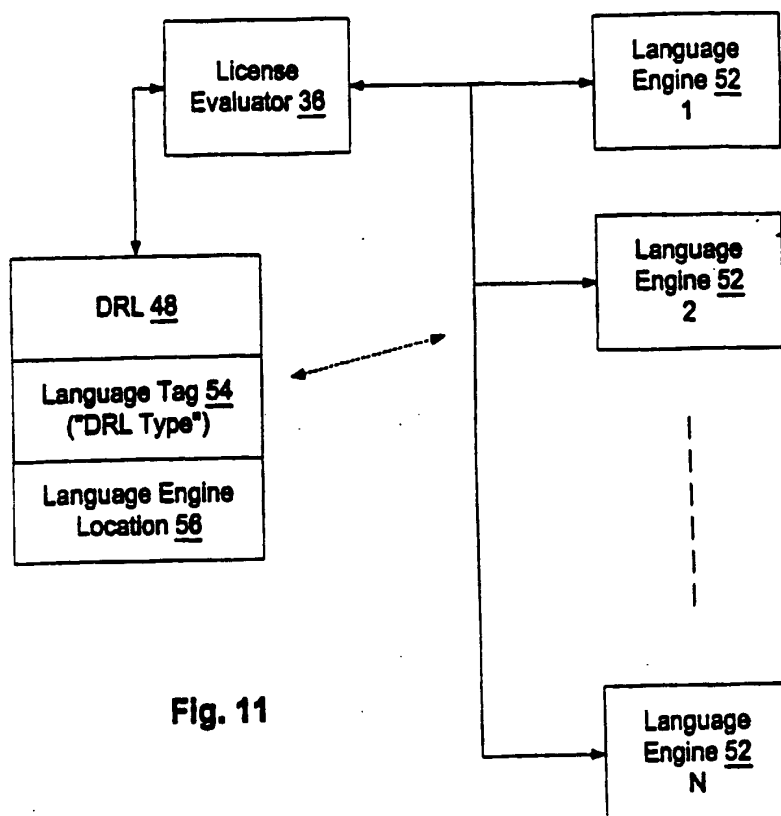 License
Evaluator 36
Language
Engine 52
1
Language
Engine 52
2
DRL 48
Language Tag 54
("DRL Type")
Language Engine
Location 56
Fig. 11
Language
Engine 52
N